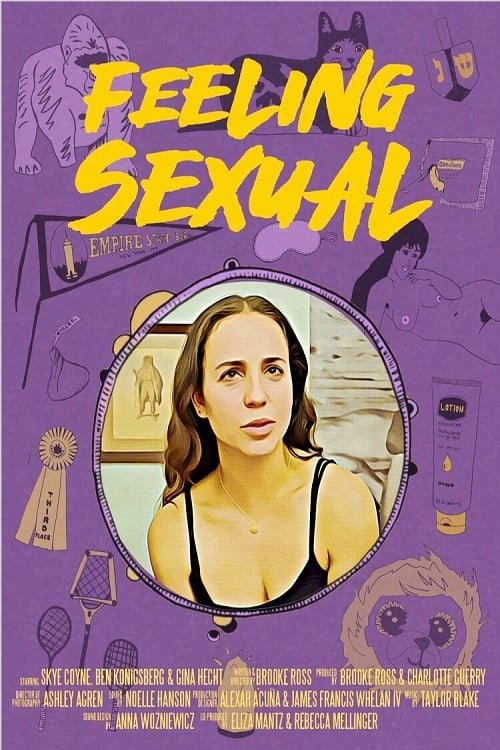 FEELING
SEXUAL
נ
ש
EMPIRE STATE
NEW YORK CITY
KISSES
LOTION
THIRD
PLACE
STARRING SKYE COYNE, BEN KONIGSBERG & GINA HECHT WRITTEN & DIRECTED BY BROOKE ROSS PRODUCED BY BROOKE ROSS & CHARLOTTE GUERRY
DIRECTOR OF PHOTOGRAPHY ASHLEY AGREN EDITED BY NOELLE HANSON PRODUCTION DESIGNED BY ALEXAH ACUÑA & JAMES FRANCIS WHELAN IV MUSIC BY TAYLOR BLAKE
SOUND DESIGN BY ANNA WOZNIEWICZ CO-PRODUCED BY ELIZA MANTZ & REBECCA MELLINGER